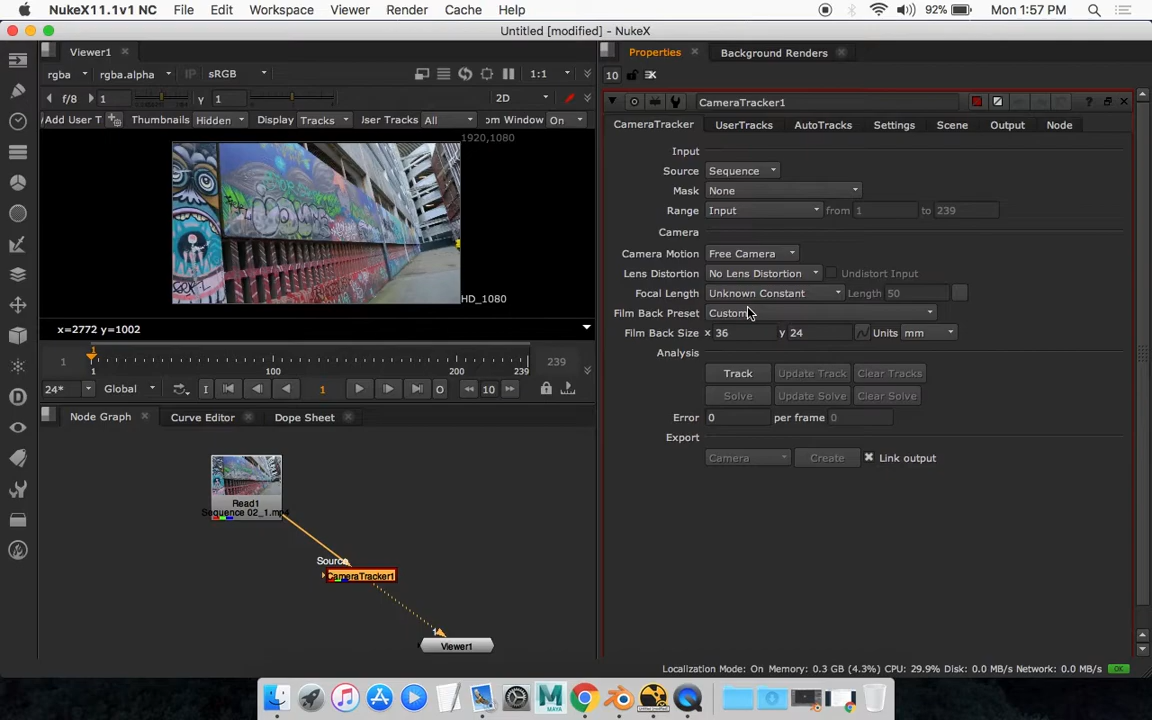 NukeX11.1v1 NC File Edit Workspace Viewer Render Cache Help 92% Mon 1:57 PM
Untitled [modified] - NukeX
Viewer1
Properties Background Renders
rgba rgba.alpha IP sRGB 1:1
10
f/8 1 y 1 2D
CameraTracker1
Add User T Thumbnails Hidden Display Tracks User Tracks All om Window On
CameraTracker UserTracks AutoTracks Settings Scene Output Node
1920,1080
Input
Source Sequence
Mask None
Range Input from 1 to 239
Camera
Camera Motion Free Camera
Lens Distortion No Lens Distortion Undistort Input
Focal Length Unknown Constant Length 50
HD_1080
Film Back Preset Custom
x=2772 y=1002
Film Back Size x 36 y 24 Units mm
Analysis
1 1 100 200 239 239
Track Update Track Clear Tracks
24* Global I 1 O 10
Solve Update Solve Clear Solve
Error 0 per frame 0
Node Graph Curve Editor Dope Sheet
Export
Camera Create Link output
Read1
Sequence 02_1.mp4
Source
CameraTracker1
1
Viewer1
Localization Mode: On Memory: 0.3 GB (4.3%) CPU: 29.9% Disk: 0.0 MB/s Network: 0.0 MB/s OK